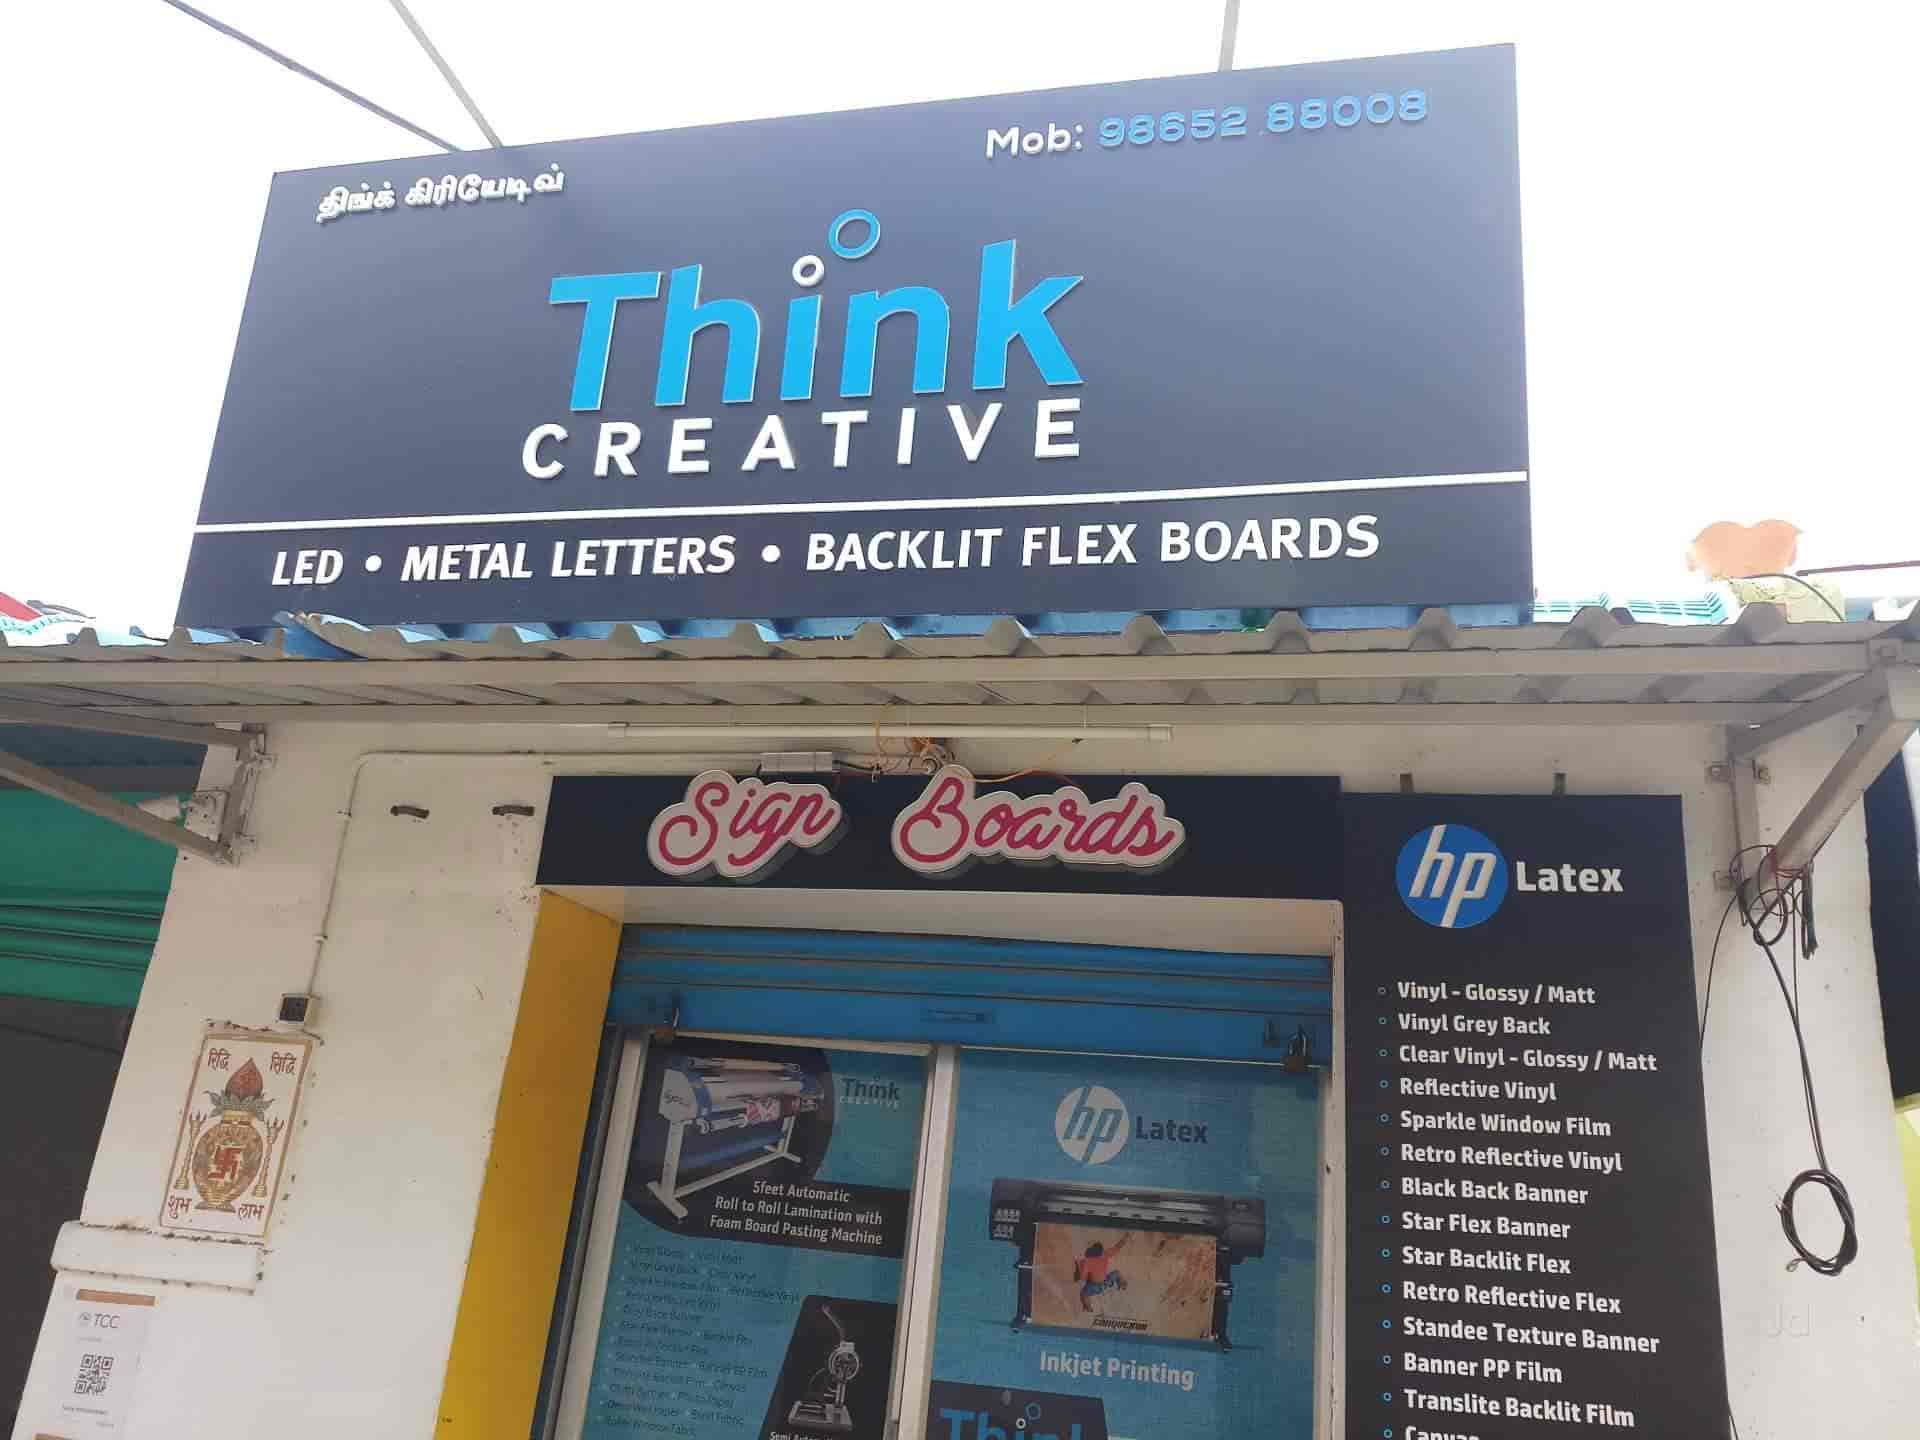 திங்க் கிரியேடிவ்
Mob: 98652 88008
Think
CREATIVE
LED • METAL LETTERS • BACKLIT FLEX BOARDS
Sign Boards
hp Latex
Vinyl - Glossy / Matt
Vinyl Grey Back
Clear Vinyl - Glossy / Matt
Reflective Vinyl
Sparkle Window Film
Retro Reflective Vinyl
Black Back Banner
Star Flex Banner
Star Backlit Flex
Retro Reflective Flex
Standee Texture Banner
Banner PP Film
Translite Backlit Film
Canvas
रिद्धि सिद्धि
शुभ लाभ
TCC
Think
CREATIVE
5feet Automatic
Roll to Roll Lamination with
Foam Board Pasting Machine
hp Latex
Inkjet Printing
Think